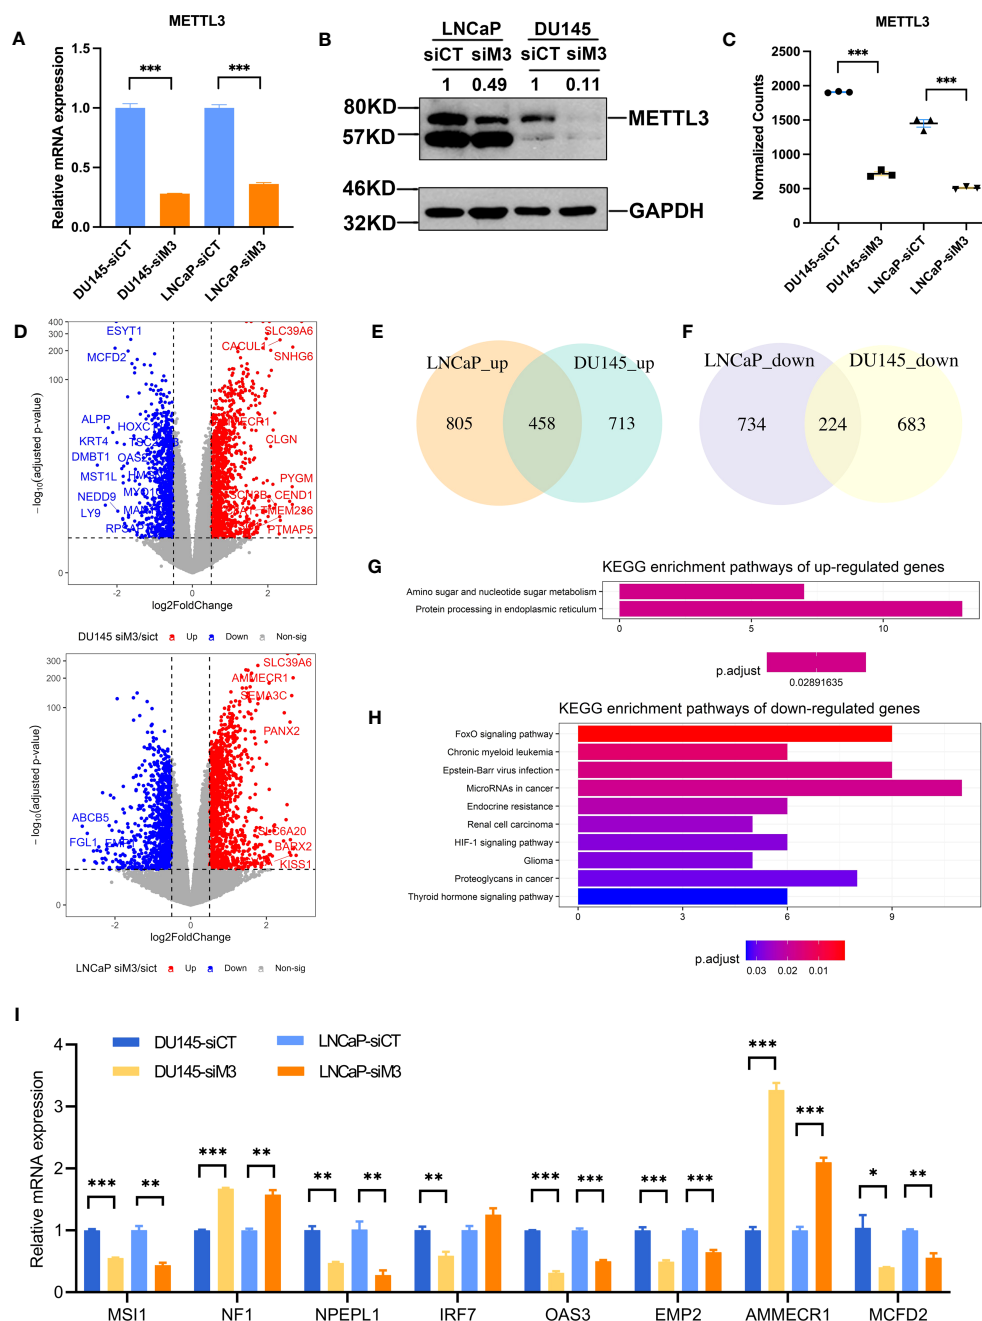 A
METTL3
Relative mRNA expression
1.5
1.0
0.5
0.0
***
***
DU145-siCT
DU145-siM3
LNCaP-siCT
LNCaP-siM3
B
LNCaP DU145
siCT siM3 siCT siM3
1 0.49 1 0.11
80KD
57KD
METTL3
46KD
32KD
GAPDH
C
METTL3
Normalized Counts
2500
2000
1500
1000
500
0
***
***
DU145-siCT
DU145-siM3
LNCaP-siCT
LNCaP-siM3
D
400
300
200
100
0
−log10(adjusted p-value)
ESYT1
MCFD2
ALPP
HOXC
KRT4
DMBT1
OAS
MST1L
NEDD9
LY9
SLC39A6
CACUL1
SNHG6
CLGN
PYGM
CEND1
TMEM236
PTMAP5
-2 0 2
log2FoldChange
DU145 siM3/sict Up Down Non-sig
300
200
100
0
−log10(adjusted p-value)
SLC39A6
AMMECR1
SEMA3C
PANX2
ABCB5
FGL1
SLC6A20
BARX2
KISS1
-2 0 2
log2FoldChange
LNCaP siM3/sict Up Down Non-sig
E
LNCaP_up
DU145_up
805 458 713
F
LNCaP_down
DU145_down
734 224 683
G
KEGG enrichment pathways of up-regulated genes
Amino sugar and nucleotide sugar metabolism
Protein processing in endoplasmic reticulum
0 5 10
p.adjust
0.02891635
H
KEGG enrichment pathways of down-regulated genes
FoxO signaling pathway
Chronic myeloid leukemia
Epstein-Barr virus infection
MicroRNAs in cancer
Endocrine resistance
Renal cell carcinoma
HIF-1 signaling pathway
Glioma
Proteoglycans in cancer
Thyroid hormone signaling pathway
0 3 6 9
p.adjust
0.03 0.02 0.01
I
Relative mRNA expression
4
3
2
1
0
DU145-siCT LNCaP-siCT
DU145-siM3 LNCaP-siM3
*** ** *** ** ** ** ** *** *** *** *** *** *** * **
MSI1 NF1 NPEPL1 IRF7 OAS3 EMP2 AMMECR1 MCFD2